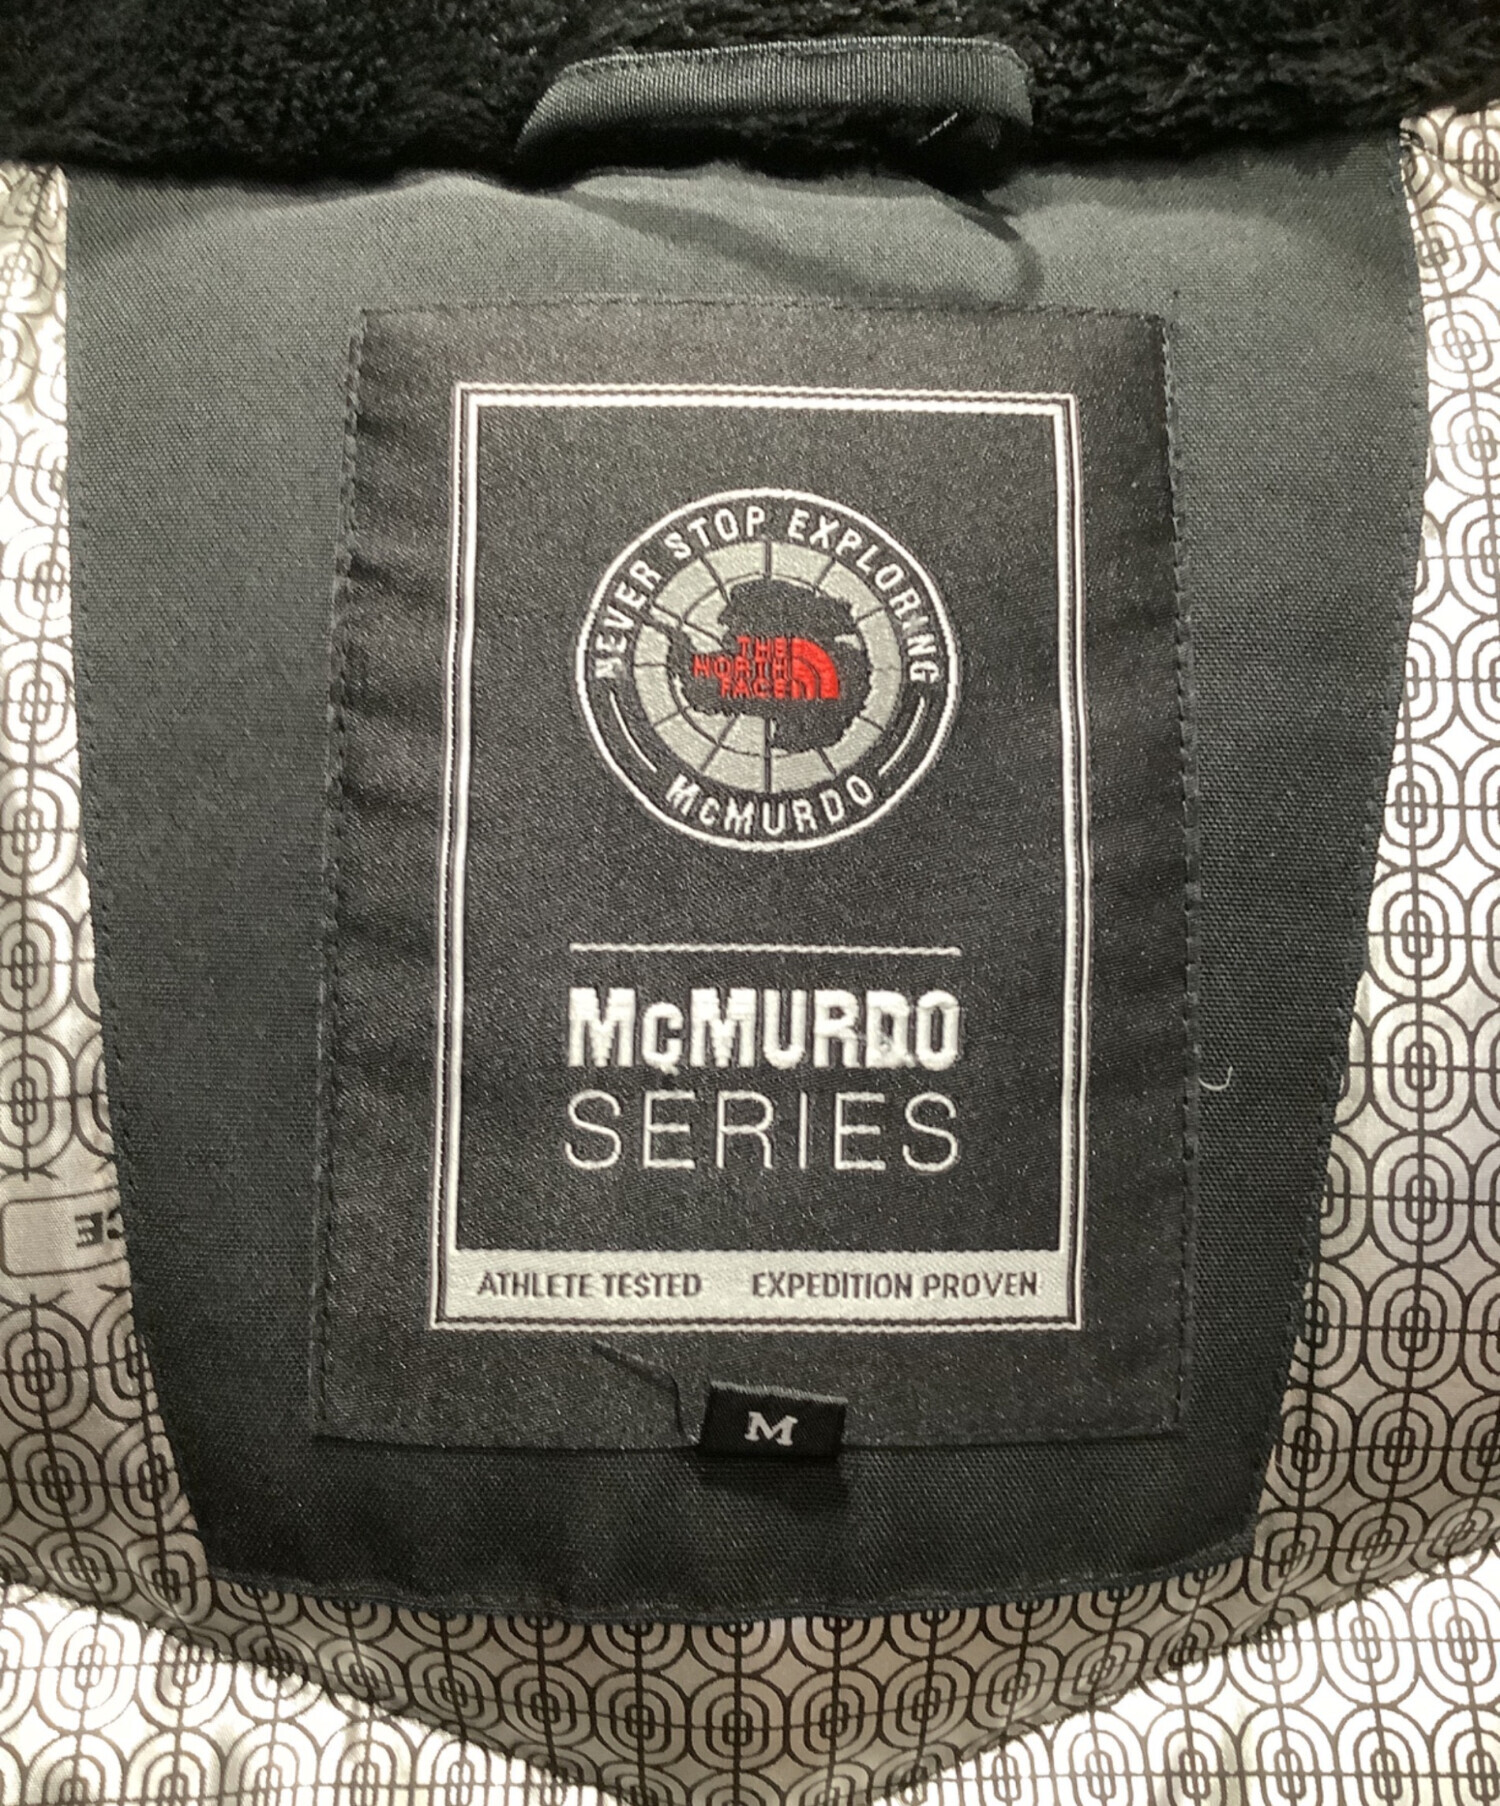 NEVER STOP EXPLORING
THE
NORTH
FACE
McMURDO
McMURDO
SERIES
ATHLETE TESTED EXPEDITION PROVEN
M